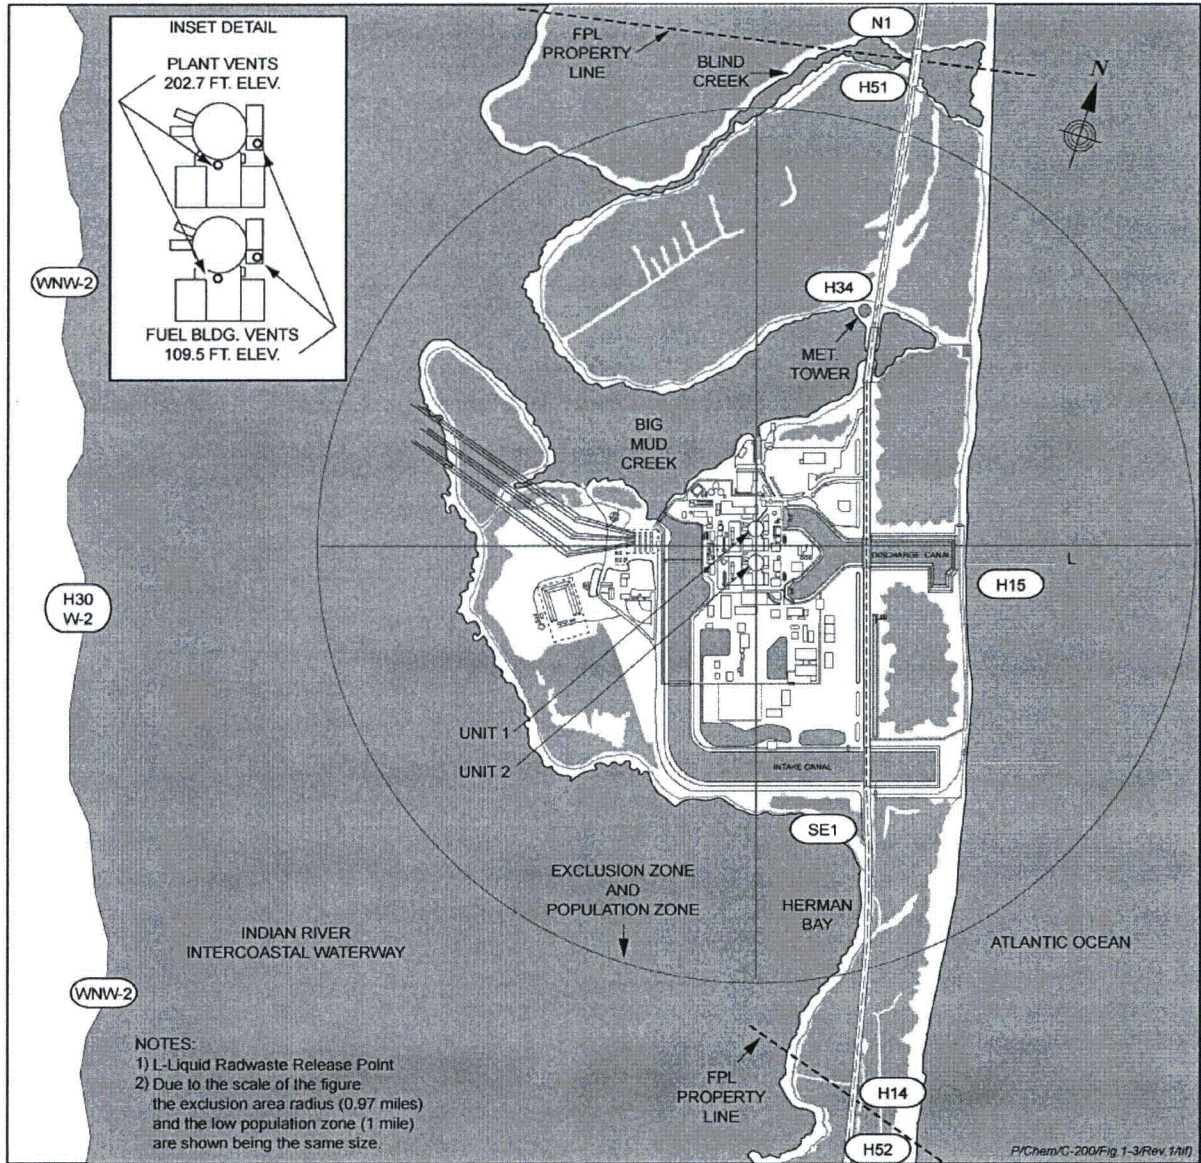 INSET DETAIL
PLANT VENTS
202.7 FT. ELEV.
FUEL BLDG. VENTS
109.5 FT. ELEV.
FPL
PROPERTY
LINE
BLIND
CREEK
N1
H51
N
WNW-2
H34
MET.
TOWER
BIG
MUD
CREEK
DISCHARGE CANAL
L
H15
H30
W-2
UNIT 1
UNIT 2
INTAKE CANAL
SE1
EXCLUSION ZONE
AND
POPULATION ZONE
HERMAN
BAY
INDIAN RIVER
INTERCOASTAL WATERWAY
ATLANTIC OCEAN
WNW-2
NOTES:
1) L-Liquid Radwaste Release Point
2) Due to the scale of the figure
the exclusion area radius (0.97 miles)
and the low population zone (1 mile)
are shown being the same size.
FPL
PROPERTY
LINE
H14
H52
P/Chem/C-200/Fig.1-3/Rev.1/tif)